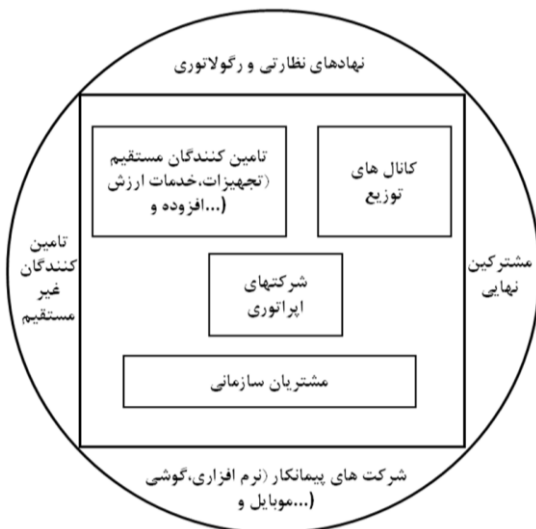 نهادهای نظارتی و رگولاتوری
کانال های
توزیع
تامین کنندگان مستقیم
(تجهیزات،خدمات ارزش
افزوده و...)
مشترکین
نهایی
شرکتهای
اپراتوری
تامین
کنندگان
غیر
مستقیم
مشتریان سازمانی
شرکت های پیمانکار (نرم افزاری،گوشی
موبایل و...)